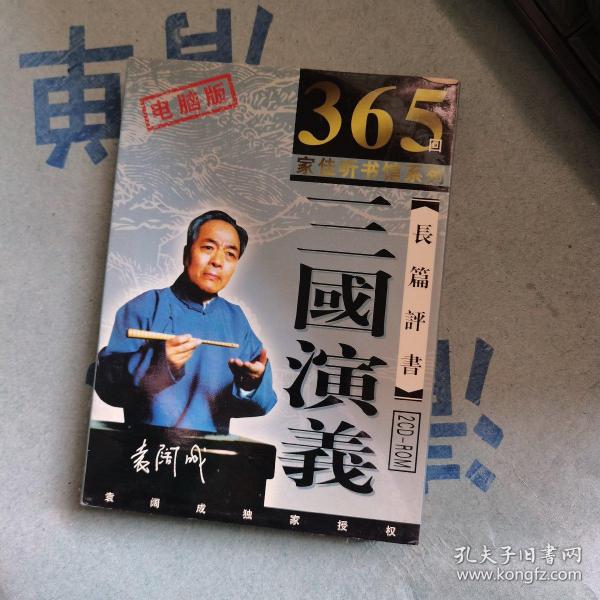 电脑版
365回
家佳听书馆系列
三國演義
【長篇評書】
2CD-ROM
袁阔成
袁阔成独家授权
孔夫子旧书网
www.kongfz.com